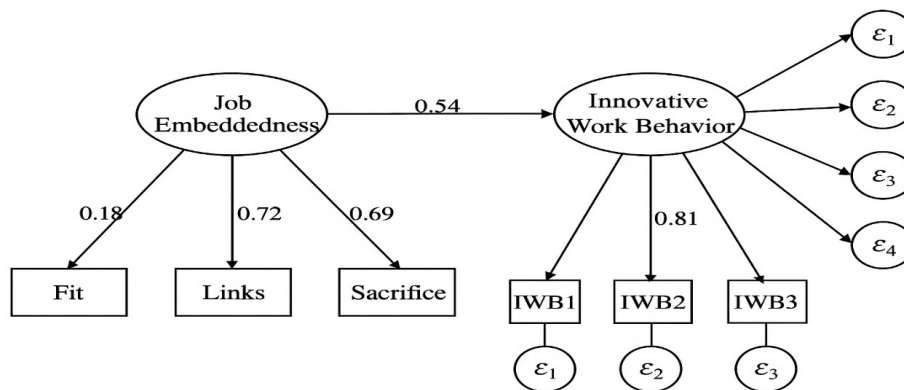 ε1
Job
Embeddedness
0.54
Innovative
Work Behavior
ε2
ε3
0.18
0.72
0.69
0.81
ε4
Fit
Links
Sacrifice
IWB1
IWB2
IWB3
ε1
ε2
ε3